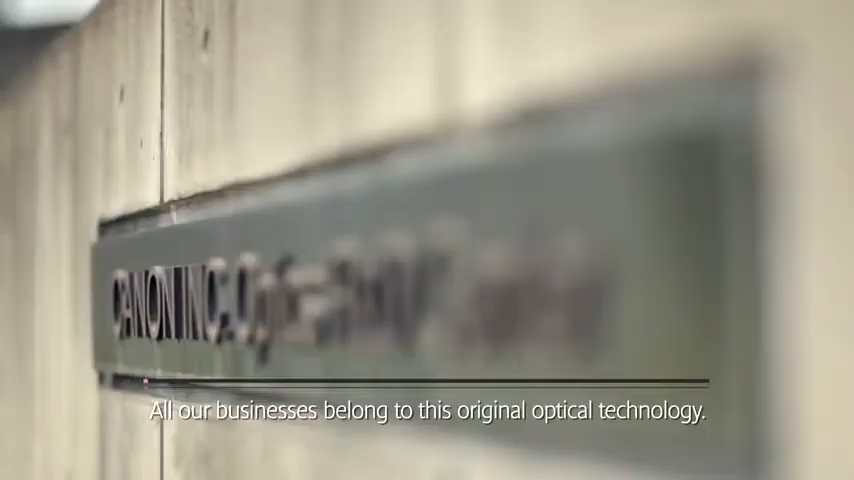 CANON INC.
All our businesses belong to this original optical technology.